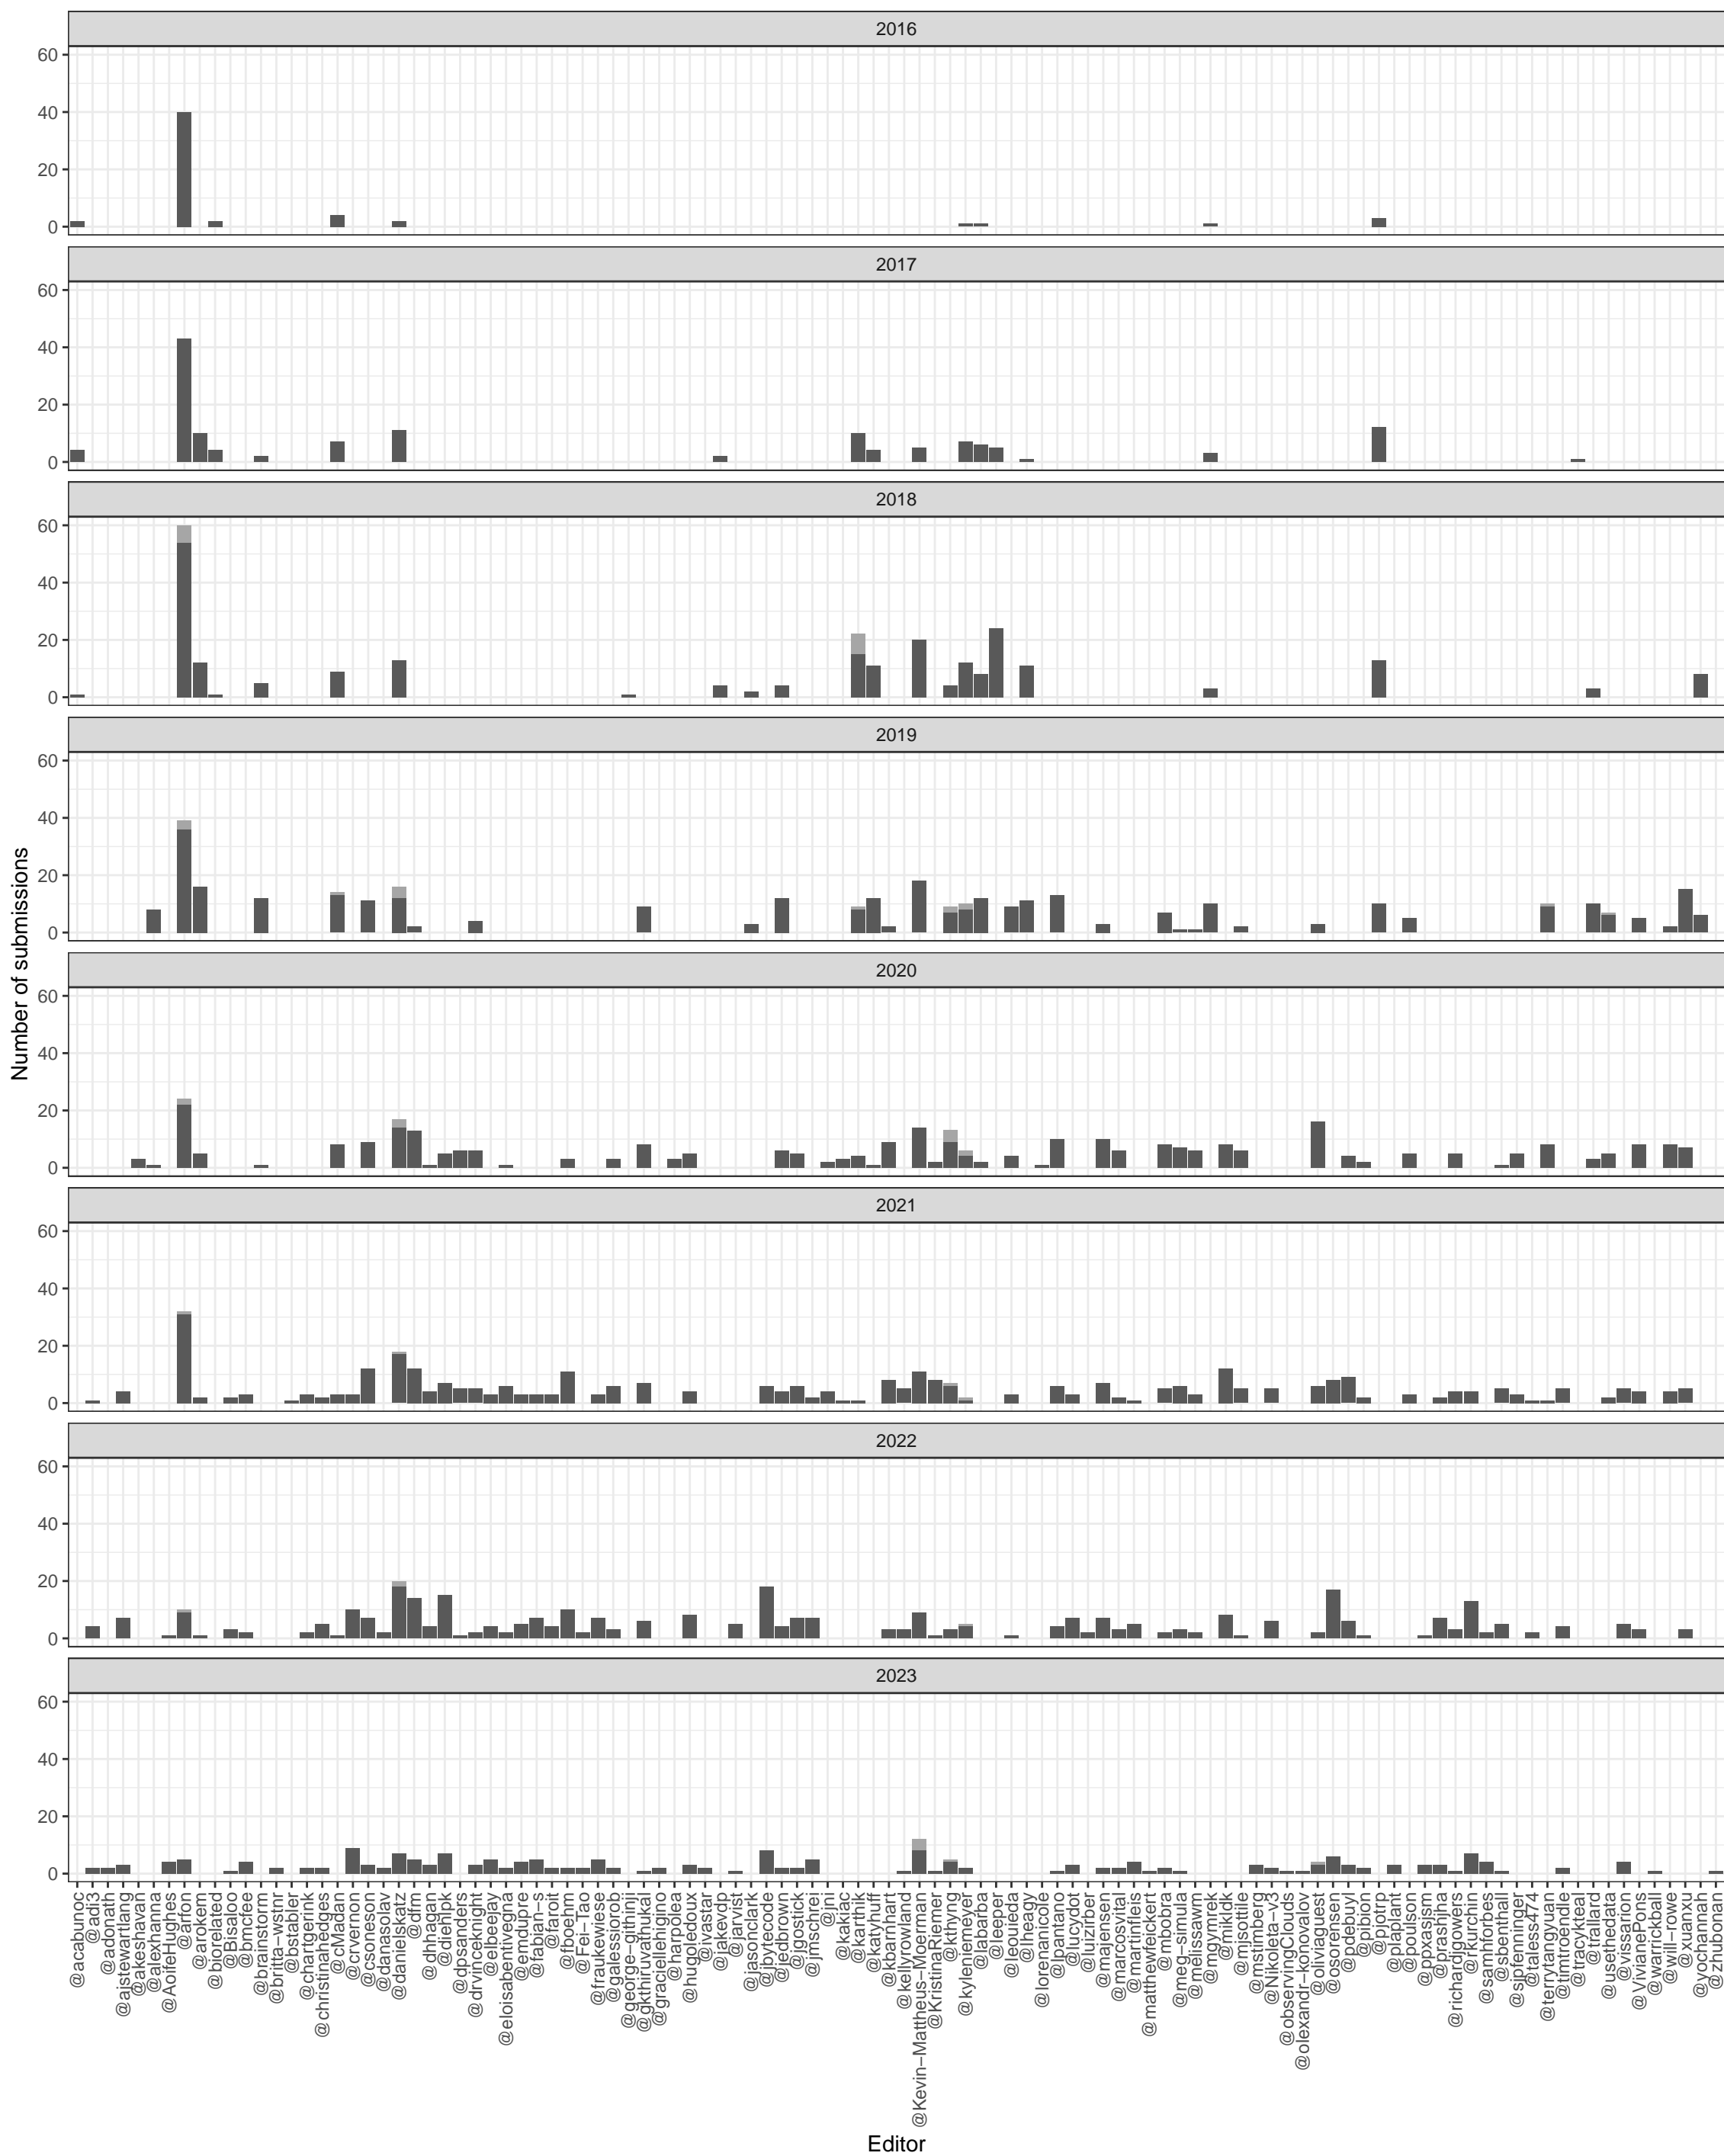 2016
60
40
20
0
2017
60
40
20
0
2018
60
40
20
0
2019
60
40
20
0
2020
60
40
20
0
2021
60
40
20
0
2022
60
40
20
0
2023
60
40
20
0
Number of submissions
@acabunoc
@adi3
@adonath
@ajstewartlang
@akeshavan
@alexhanna
@AoifeHughes
@arfon
@arokem
@biorelated
@Bisaloo
@bmcfee
@brainstorm
@britta−wstnr
@bstabler
@chartgerink
@christinahedges
@cMadan
@crvernon
@csoneson
@danasolav
@danielskatz
@dfm
@dhhagan
@diehlpk
@dpsanders
@drvinceknight
@elbeejay
@eloisabentivegna
@emdupre
@fabian−s
@faroit
@fboehm
@Fei−Tao
@fraukewiese
@galessiorob
@george−githinji
@gkthiruvathukal
@graciellehigino
@harpolea
@hugoledoux
@ivastar
@jakevdp
@jarvist
@jasonclark
@jbytecode
@jedbrown
@jgostick
@jmschrei
@jni
@kakiac
@karthik
@katyhuff
@kbarnhart
@kellyrowland
@Kevin−Mattheus−Moerman
@KristinaRiemer
@kthyng
@kyleniemeyer
@labarba
@leeper
@leouieda
@lheagy
@lorenanicole
@lpantano
@lucydot
@luizirber
@majensen
@marcosvital
@martinfleis
@matthewfeickert
@mbobra
@meg−simula
@melissawm
@mgymrek
@mikldk
@mjsottile
@mstimberg
@Nikoleta−v3
@observingClouds
@olexandr−konovalov
@oliviaguest
@osorensen
@pdebuyl
@pibion
@pjotrp
@plaplant
@poulson
@ppxasjsm
@prashjha
@richardjgowers
@rkurchin
@samhforbes
@sbenthall
@sjpfenninger
@taless474
@terrytangyuan
@timtroendle
@tracykteal
@trallard
@usethedata
@vissarion
@VivianePons
@warrickball
@will−rowe
@xuanxu
@yochannah
@zhubonan
Editor